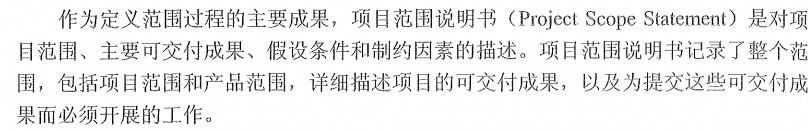 作为定义范围过程的主要成果，项目范围说明书（Project Scope Statement）是对项
目范围、主要可交付成果、假设条件和制约因素的描述。项目范围说明书记录了整个范
围，包括项目范围和产品范围，详细描述项目的可交付成果，以及为提交这些可交付成
果而必须开展的工作。